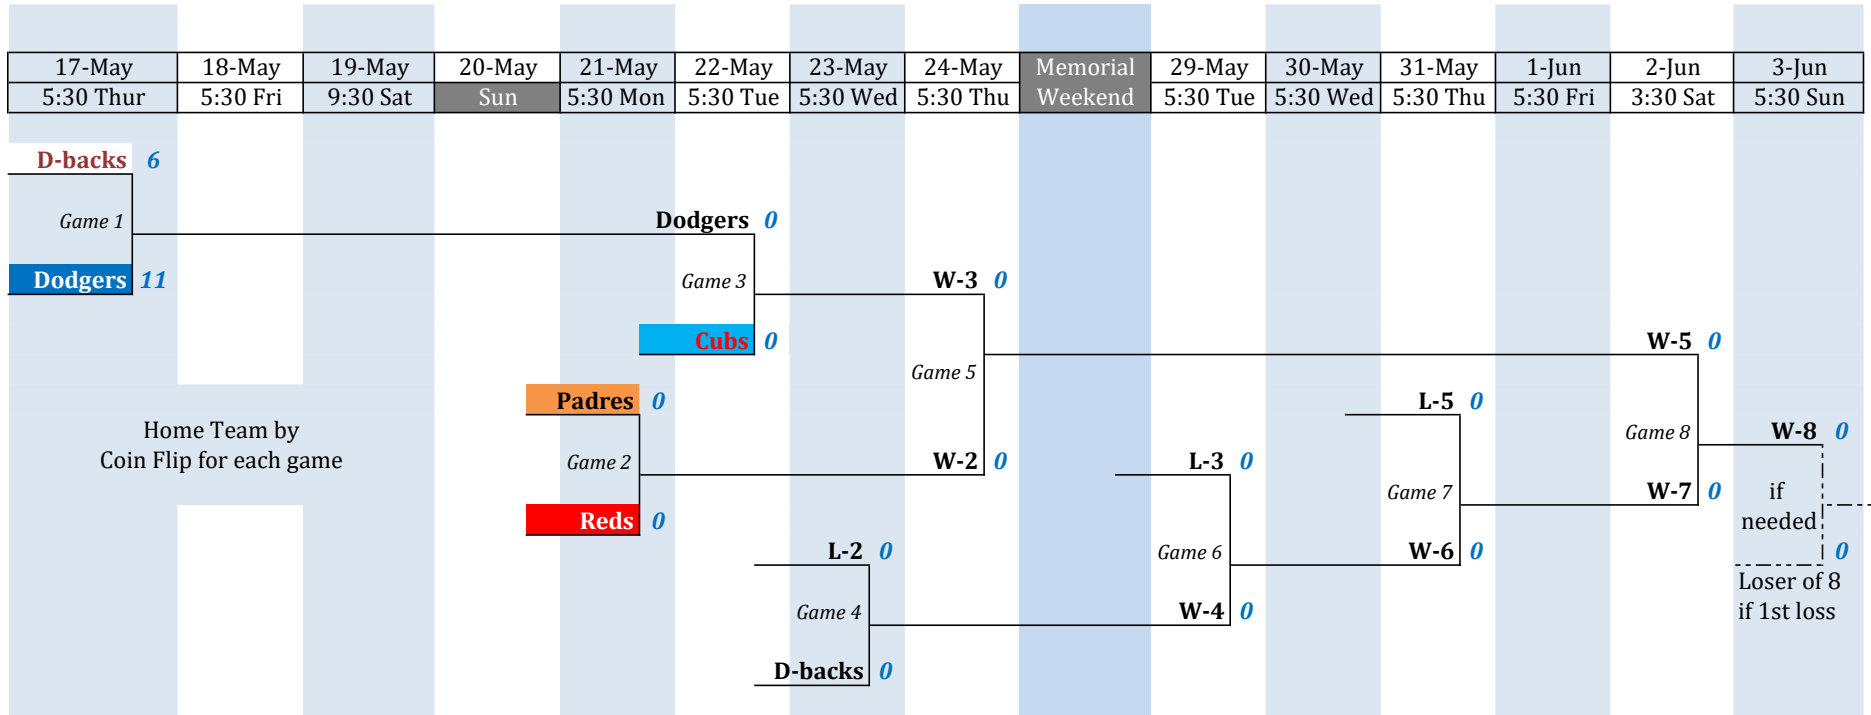 17-May 18-May 19-May 20-May 21-May 22-May 23-May 24-May Memorial 29-May 30-May 31-May 1-Jun 2-Jun 3-Jun
5:30 Thur 5:30 Fri 9:30 Sat Sun 5:30 Mon 5:30 Tue 5:30 Wed 5:30 Thu Weekend 5:30 Tue 5:30 Wed 5:30 Thu 5:30 Fri 3:30 Sat 5:30 Sun
D-backs 6
Game 1 Dodgers 0
Dodgers 11 Game 3 W-3 0
Cubs 0 W-5 0
Game 5
Padres 0 L-5 0
Home Team by Game 8 W-8 0
Coin Flip for each game Game 2 W-2 0 L-3 0
Game 7 W-7 0 if
Reds 0 needed
L-2 0 Game 6 W-6 0 0
Loser of 8
Game 4 W-4 0 if 1st loss
D-backs 0